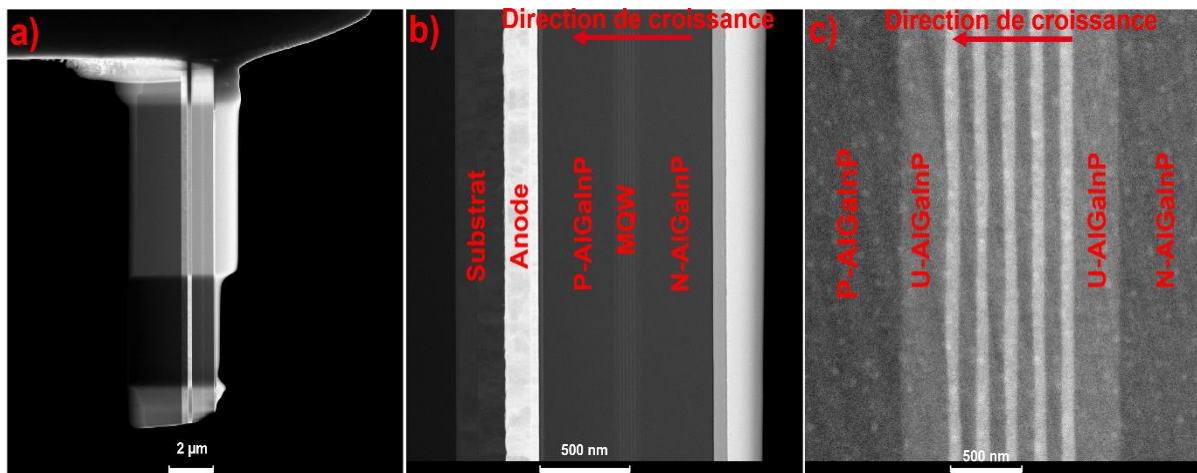 a)
2 µm
b)
Direction de croissance
Substrat
Anode
P-AlGaInP
MQW
N-AlGaInP
500 nm
c)
Direction de croissance
P-AlGaInP
U-AlGaInP
U-AlGaInP
N-AlGaInP
500 nm